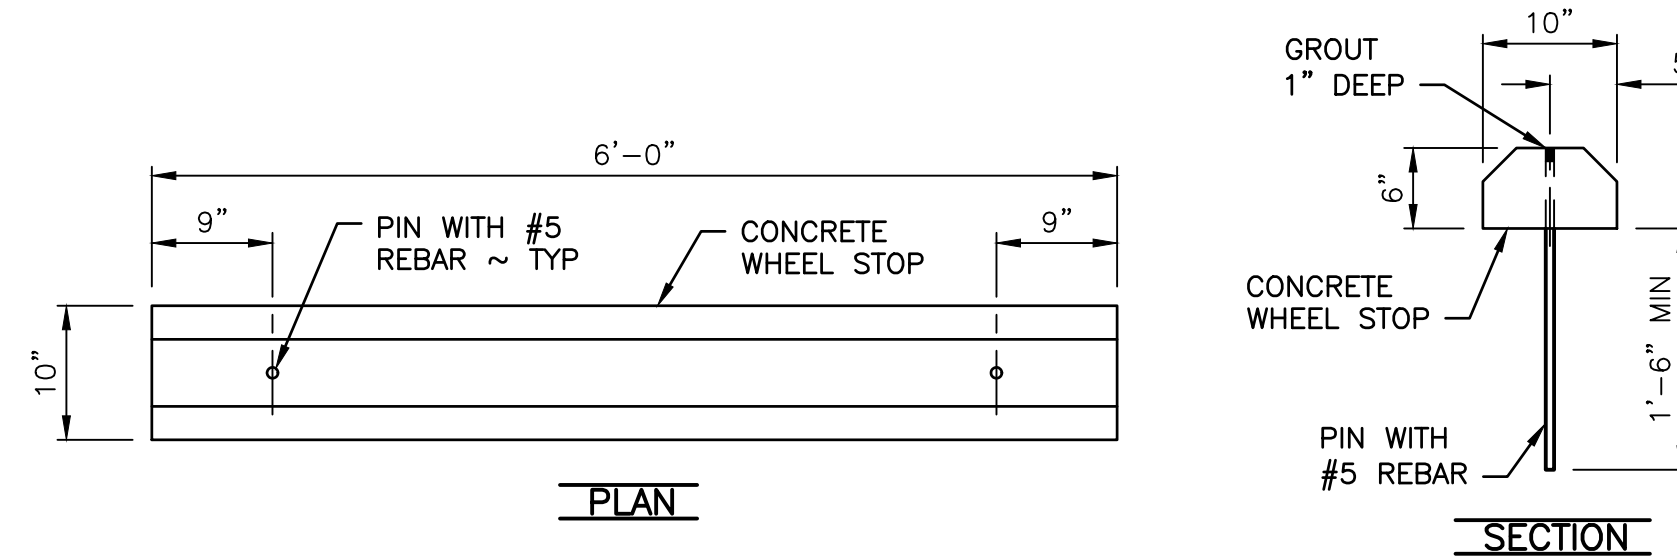 6'-0"
9"
PIN WITH #5
REBAR ~ TYP
CONCRETE
WHEEL STOP
9"
10"
PLAN
10"
GROUT
1" DEEP
6"
CONCRETE
WHEEL STOP
1'-6" MIN
PIN WITH
#5 REBAR
SECTION